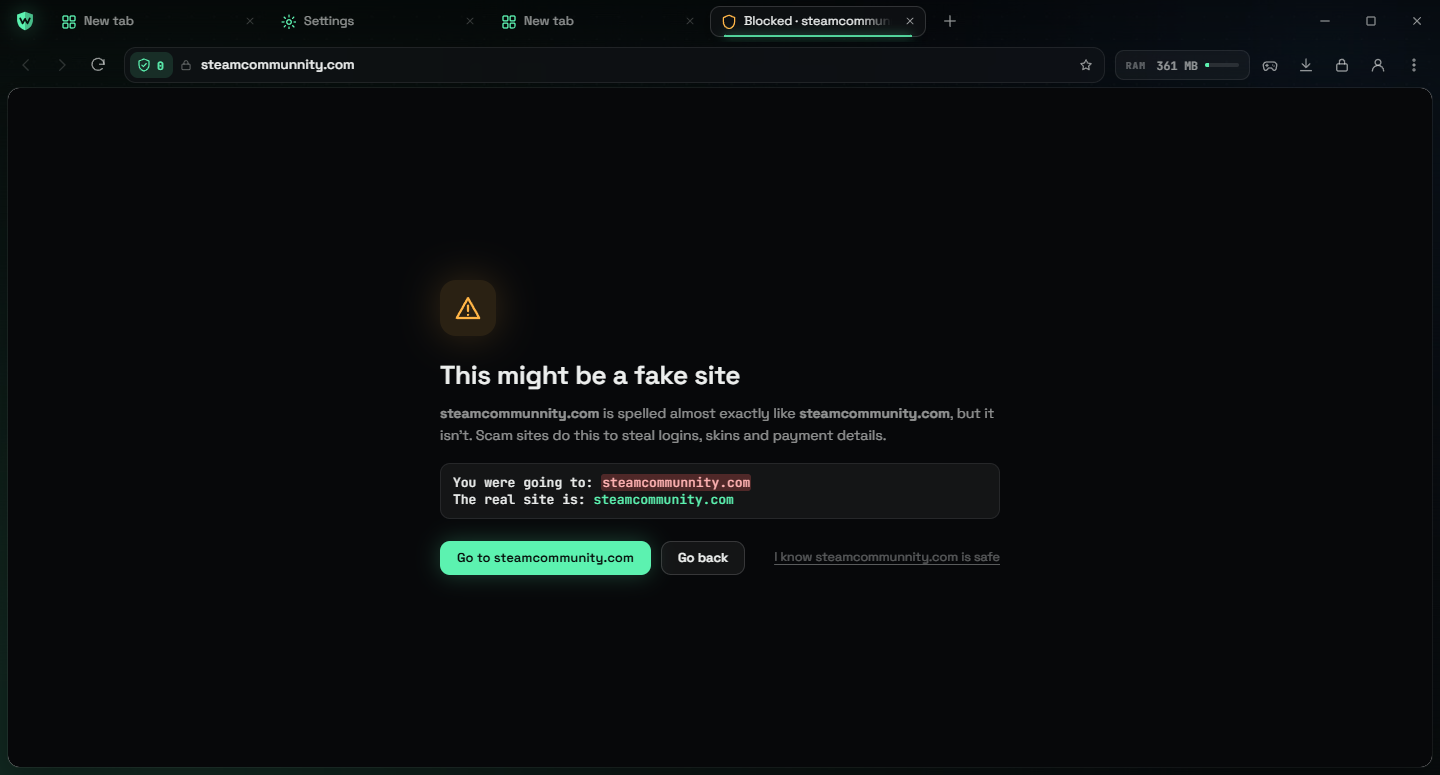 New tab
Settings
New tab
Blocked · steamcommun
0
steamcommunnity.com
RAM 361 MB
This might be a fake site
steamcommunnity.com is spelled almost exactly like steamcommunity.com, but it
isn't. Scam sites do this to steal logins, skins and payment details.
You were going to: steamcommunnity.com
The real site is: steamcommunity.com
Go to steamcommunity.com
Go back
I know steamcommunnity.com is safe